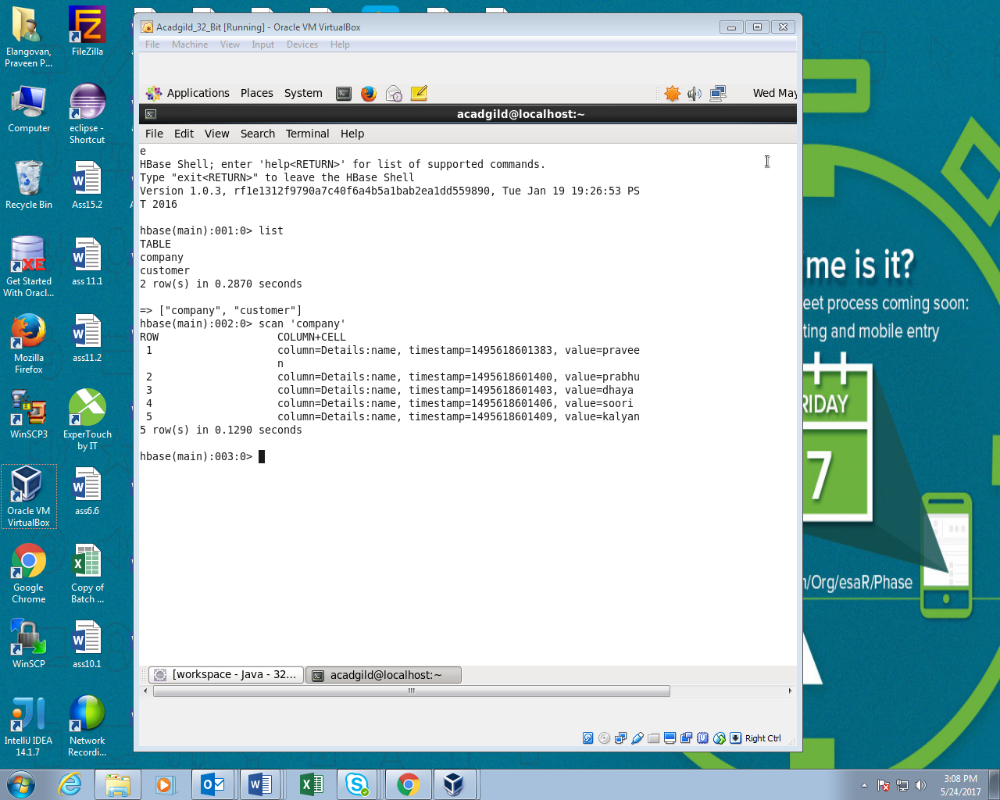 Acadgild_32_Bit [Running] - Oracle VM VirtualBox
File Machine View Input Devices Help
Applications Places System
Wed May
acadgild@localhost:~
File Edit View Search Terminal Help
e
HBase Shell; enter 'help<RETURN>' for list of supported commands.
Type "exit<RETURN>" to leave the HBase Shell
Version 1.0.3, rf1e1312f9790a7c40f6a4b5a1bab2ea1dd559890, Tue Jan 19 19:26:53 PS
T 2016
hbase(main):001:0> list
TABLE
company
customer
2 row(s) in 0.2870 seconds
=> ["company", "customer"]
hbase(main):002:0> scan 'company'
ROW COLUMN+CELL
1 column=Details:name, timestamp=1495618601383, value=pravee
n
2 column=Details:name, timestamp=1495618601400, value=prabhu
3 column=Details:name, timestamp=1495618601403, value=dhaya
4 column=Details:name, timestamp=1495618601406, value=soori
5 column=Details:name, timestamp=1495618601409, value=kalyan
5 row(s) in 0.1290 seconds
hbase(main):003:0>
[workspace - Java - 32...
acadgild@localhost:~
Right Ctrl
Elangovan,
Praveen P...
FileZilla
Computer
eclipse -
Shortcut
Recycle Bin
Ass15.2
Get Started
With Oracl...
XE
ass 11.1
Mozilla
Firefox
ass11.2
WinSCP3
ExperTouch
by IT
Oracle VM
VirtualBox
ass6.6
Google
Chrome
Copy of
Batch ...
WinSCP
ass10.1
IntelliJ IDEA
14.1.7
Network
Recordi...
me is it?
eet process coming soon:
ting and mobile entry
RIDAY
7
/Org/esaR/Phase
3:08 PM
5/24/2017